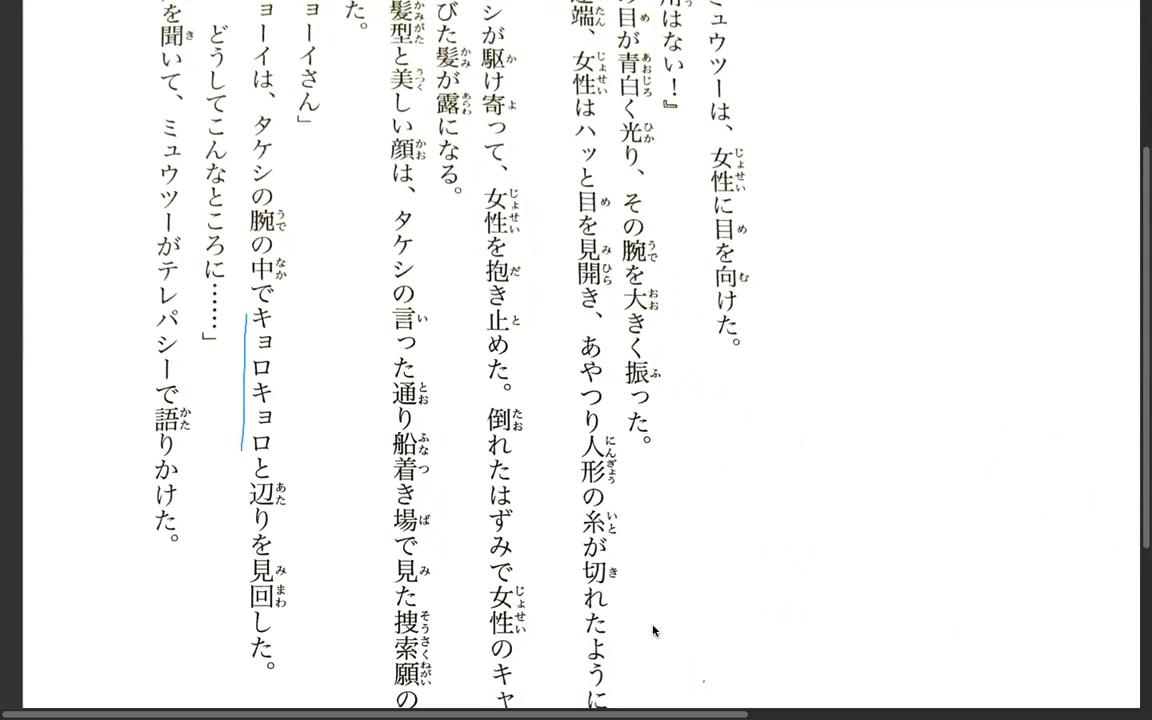 ミュウツーは、女性に目を向けた。
用はない！』
目が青白く光り、その腕を大きく振った。
途端、女性はハッと目を見開き、あやつり人形の糸が切れたように
シが駆け寄って、女性を抱き止めた。倒れたはずみで女性のキャ
びた髪が露になる。
髪型と美しい顔は、タケシの言った通り船着き場で見た捜索願の
た。
ョーイさん」
ョーイは、タケシの腕の中でキョロキョロと辺りを見回した。
どうしてこんなところに……」
を聞いて、ミュウツーがテレパシーで語りかけた。